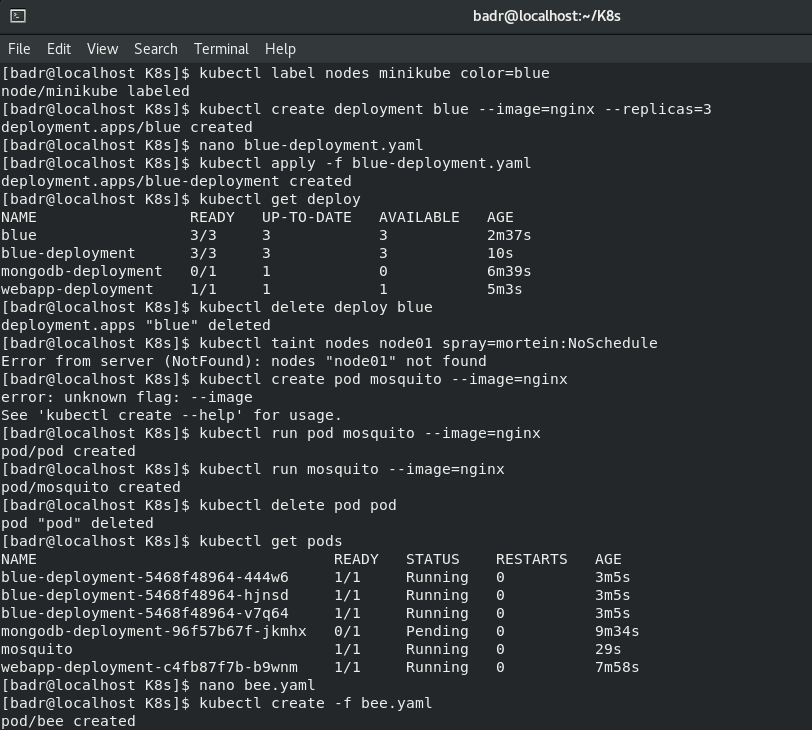 badr@localhost:~/K8s
File Edit View Search Terminal Help
[badr@localhost K8s]$ kubectl label nodes minikube color=blue
node/minikube labeled
[badr@localhost K8s]$ kubectl create deployment blue --image=nginx --replicas=3
deployment.apps/blue created
[badr@localhost K8s]$ nano blue-deployment.yaml
[badr@localhost K8s]$ kubectl apply -f blue-deployment.yaml
deployment.apps/blue-deployment created
[badr@localhost K8s]$ kubectl get deploy
NAME                 READY   UP-TO-DATE   AVAILABLE   AGE
blue                 3/3     3            3           2m37s
blue-deployment      3/3     3            3           10s
mongodb-deployment   0/1     1            0           6m39s
webapp-deployment    1/1     1            1           5m3s
[badr@localhost K8s]$ kubectl delete deploy blue
deployment.apps "blue" deleted
[badr@localhost K8s]$ kubectl taint nodes node01 spray=mortein:NoSchedule
Error from server (NotFound): nodes "node01" not found
[badr@localhost K8s]$ kubectl create pod mosquito --image=nginx
error: unknown flag: --image
See 'kubectl create --help' for usage.
[badr@localhost K8s]$ kubectl run pod mosquito --image=nginx
pod/pod created
[badr@localhost K8s]$ kubectl run mosquito --image=nginx
pod/mosquito created
[badr@localhost K8s]$ kubectl delete pod pod
pod "pod" deleted
[badr@localhost K8s]$ kubectl get pods
NAME                                 READY   STATUS    RESTARTS   AGE
blue-deployment-5468f48964-444w6     1/1     Running   0          3m5s
blue-deployment-5468f48964-hjnsd     1/1     Running   0          3m5s
blue-deployment-5468f48964-v7q64     1/1     Running   0          3m5s
mongodb-deployment-96f57b67f-jkmhx   0/1     Pending   0          9m34s
mosquito                             1/1     Running   0          29s
webapp-deployment-c4fb87f7b-b9wnm    1/1     Running   0          7m58s
[badr@localhost K8s]$ nano bee.yaml
[badr@localhost K8s]$ kubectl create -f bee.yaml
pod/bee created